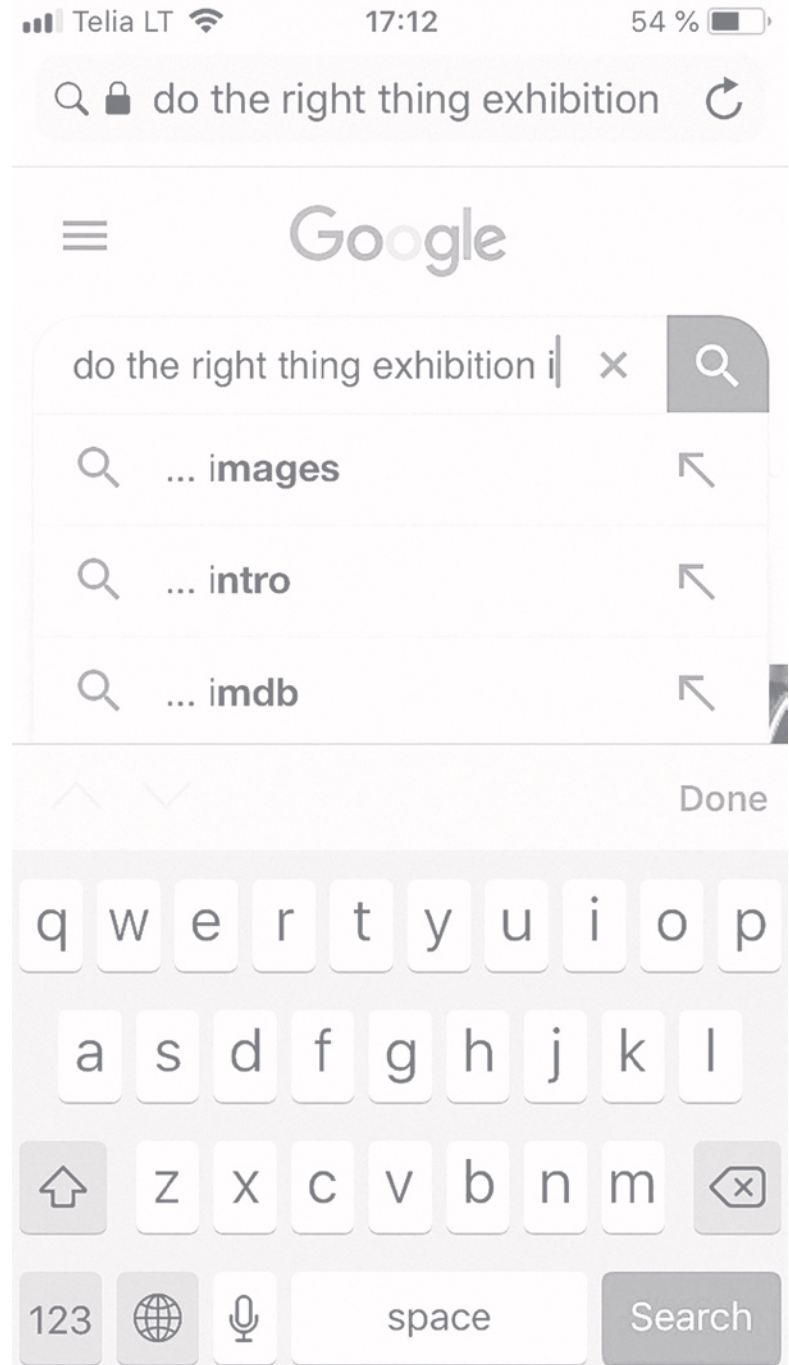 Telia LT 17:12 54 %
do the right thing exhibition
Google
do the right thing exhibition i
... images
... intro
... imdb
Done
q w e r t y u i o p
a s d f g h j k l
z x c v b n m
123 space Search